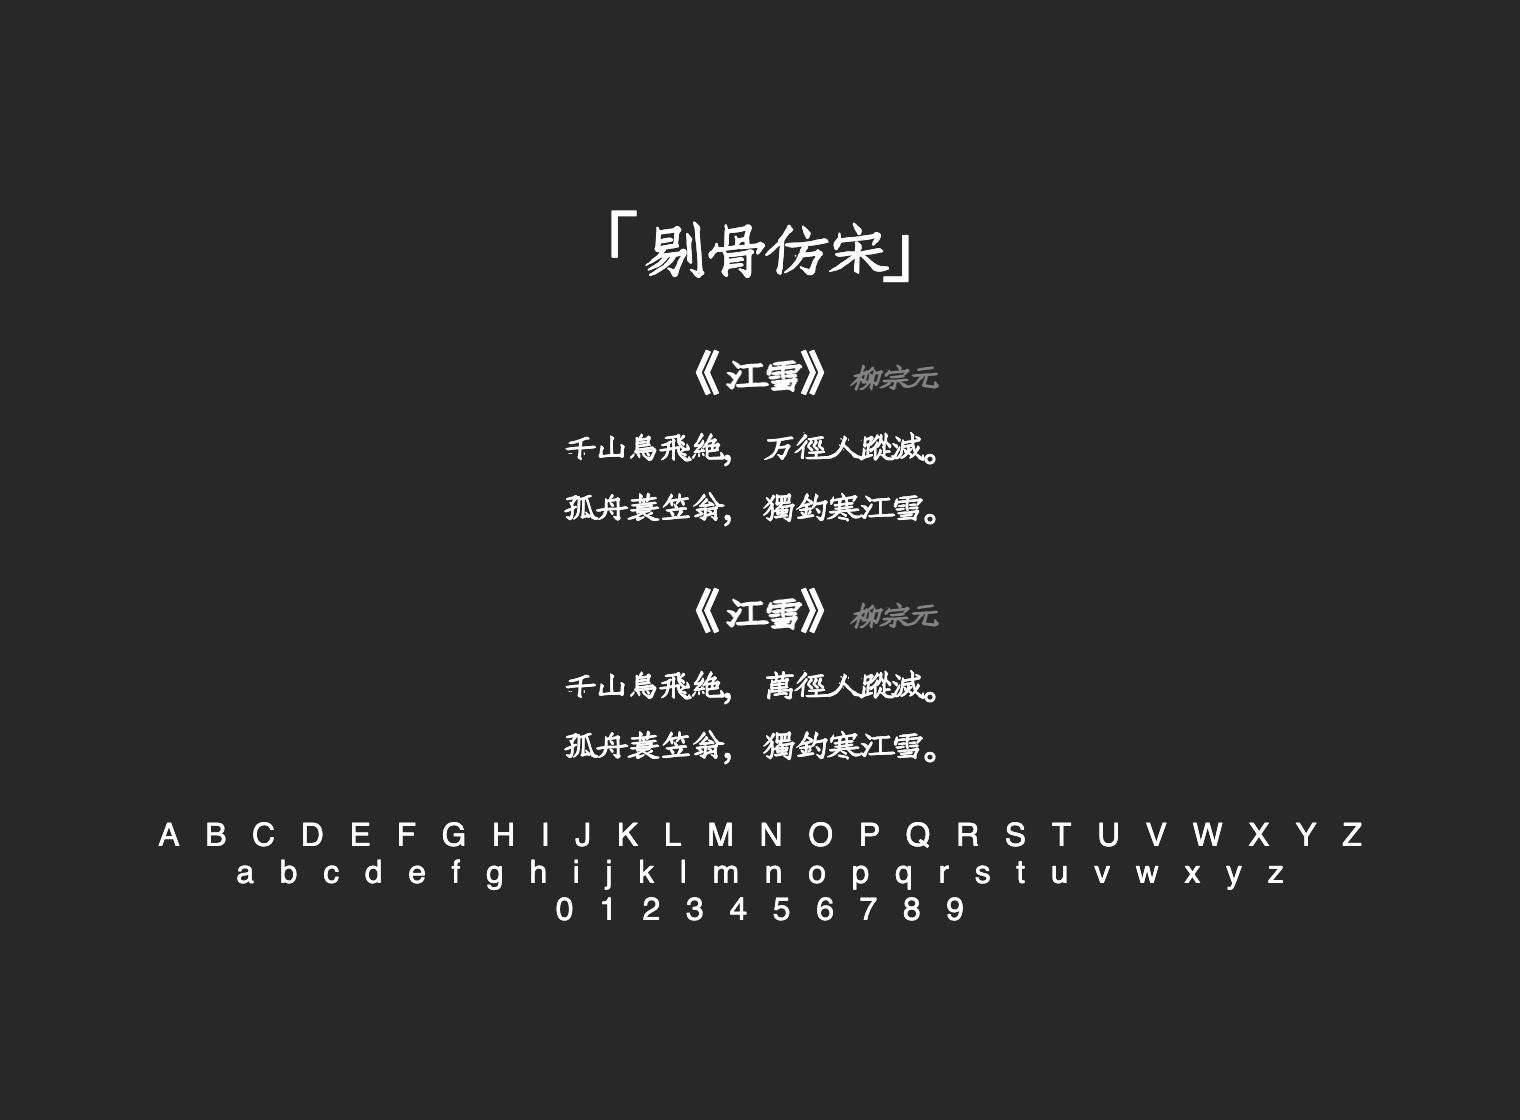 「剔骨仿宋」
《江雪》 柳宗元
千山鳥飛絶，万徑人蹤滅。
孤舟蓑笠翁，獨釣寒江雪。
《江雪》 柳宗元
千山鳥飛絶，萬徑人蹤滅。
孤舟蓑笠翁，獨釣寒江雪。
A B C D E F G H I J K L M N O P Q R S T U V W X Y Z
a b c d e f g h i j k l m n o p q r s t u v w x y z
0 1 2 3 4 5 6 7 8 9